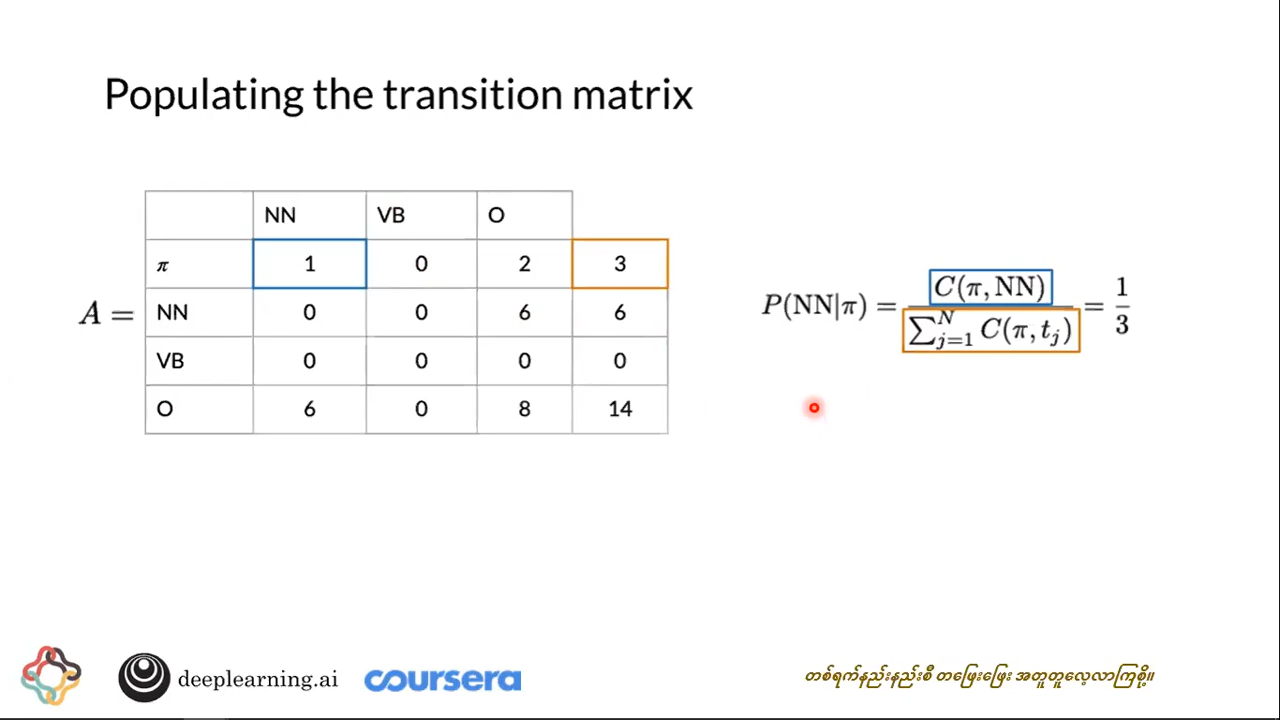 Populating the transition matrix
NN VB O
π 1 0 2 3
A = NN 0 0 6 6
VB 0 0 0 0
O 6 0 8 14
P(NN|π) = C(π, NN) / ∑_{j=1}^{N} C(π, t_j) = 1/3
deeplearning.ai coursera
တစ်ရက်နည်းနည်းစီ တဖြေးဖြေး အတူတူလေ့လာကြစို့။